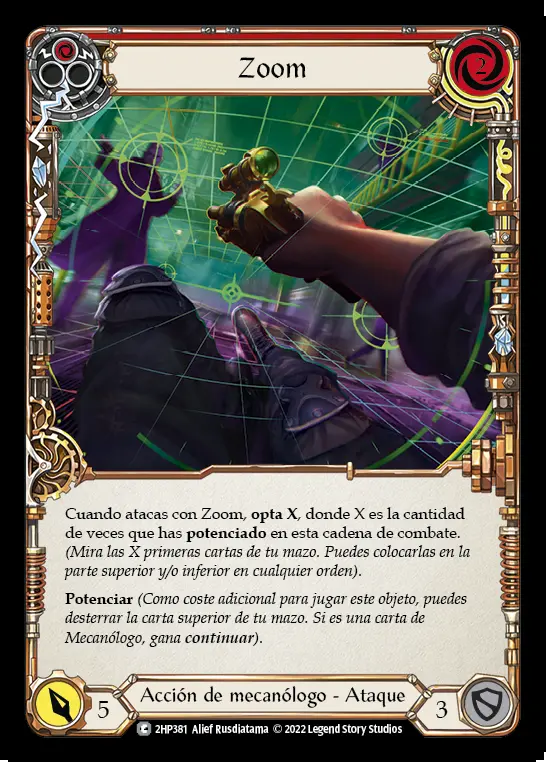 Zoom
2
Cuando atacas con Zoom, opta X, donde X es la cantidad
de veces que has potenciado en esta cadena de combate.
(Mira las X primeras cartas de tu mazo. Puedes colocarlas en la
parte superior y/o inferior en cualquier orden).
Potenciar (Como coste adicional para jugar este objeto, puedes
desterrar la carta superior de tu mazo. Si es una carta de
Mecanólogo, gana continuar).
5
Acción de mecanólogo - Ataque
3
C 2HP381 Alief Rusdiatama © 2022 Legend Story Studios